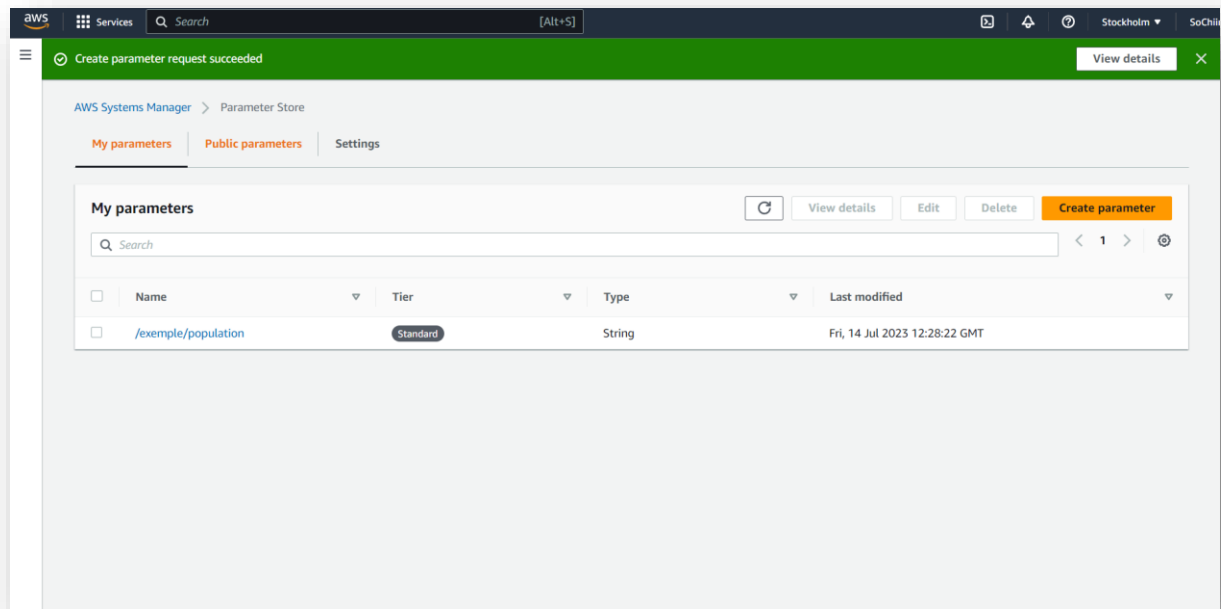 aws Services Search [Alt+S] Stockholm
Create parameter request succeeded View details
AWS Systems Manager > Parameter Store
My parameters Public parameters Settings
My parameters View details Edit Delete Create parameter
Search 1
Name Tier Type Last modified
/exemple/population Standard String Fri, 14 Jul 2023 12:28:22 GMT